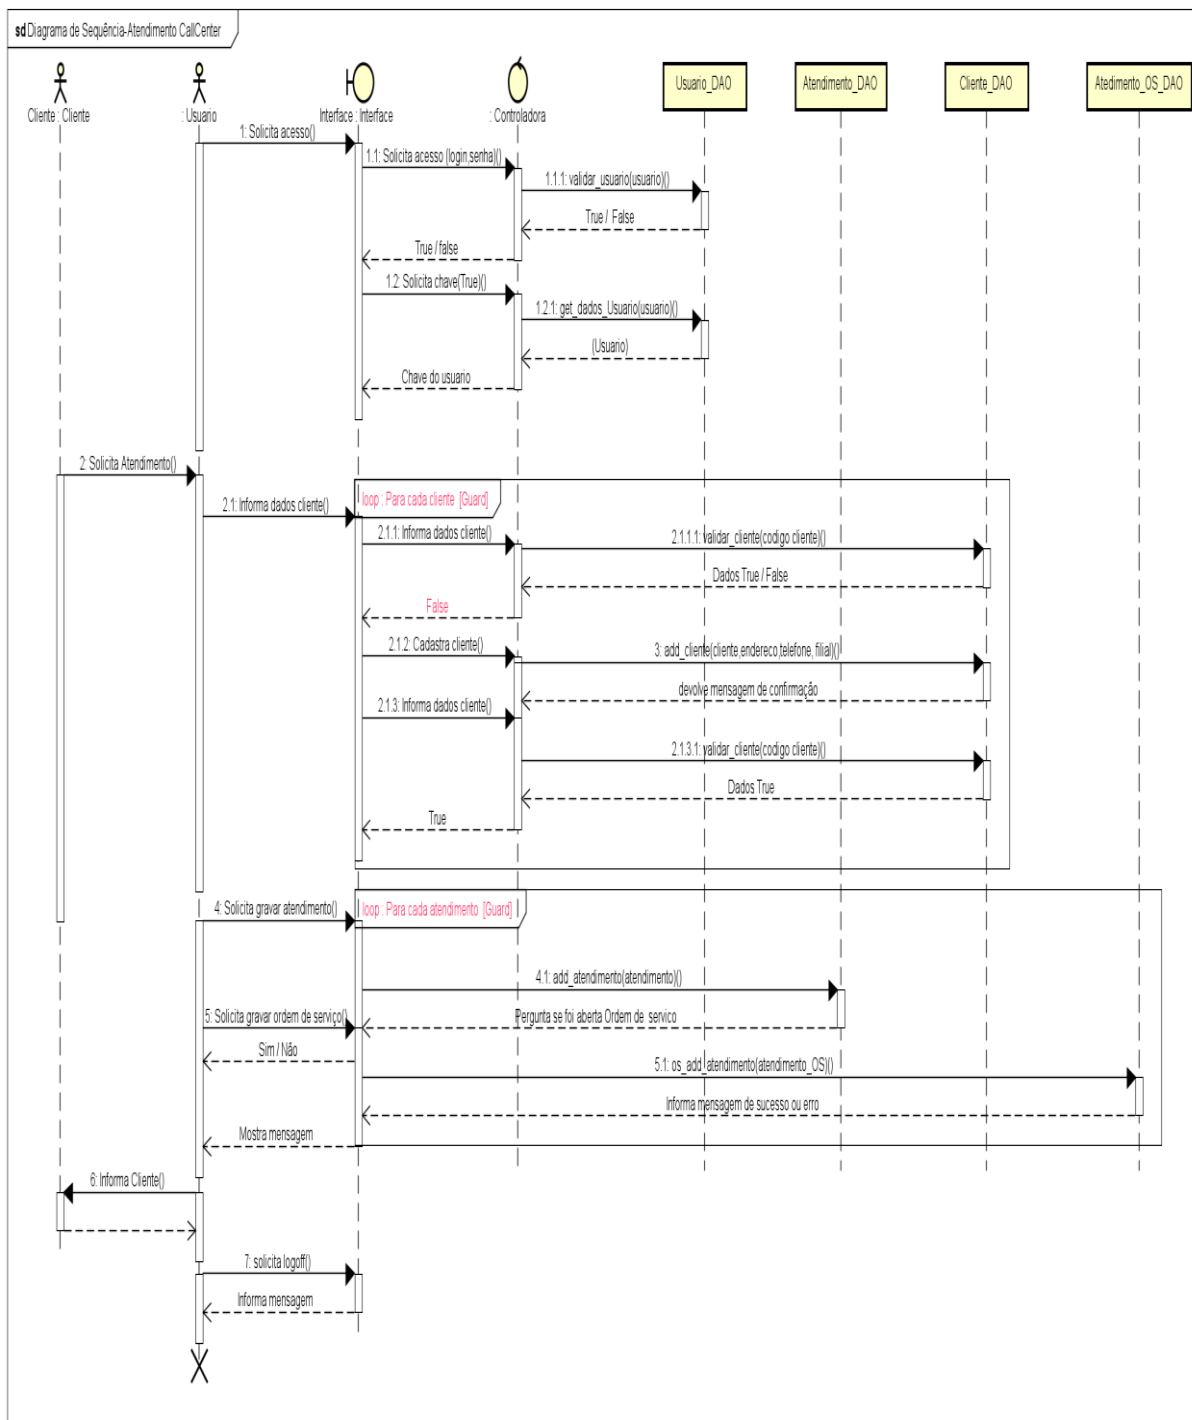 sd Diagrama de Sequência-Atendimento CallCenter
Cliente : Cliente
: Usuario
Interface : Interface
: Controladora
Usuario_DAO
Atendimento_DAO
Cliente_DAO
Atedimento_OS_DAO
1: Solicita acesso()
1.1: Solicita acesso (login,senha)()
1.1.1: validar_usuario(usuario)()
True / False
True / false
1.2: Solicita chave(True)()
1.2.1: get_dados_Usuario(usuario)()
(Usuario)
Chave do usuario
2: Solicita Atendimento()
loop : Para cada cliente [Guard]
2.1: Informa dados cliente()
2.1.1: Informa dados cliente()
2.1.1.1: validar_cliente(codigo cliente)()
Dados True / False
False
2.1.2: Cadastra cliente()
3: add_cliente(cliente,endereco,telefone, filial)()
devolve mensagem de confirmação
2.1.3: Informa dados cliente()
2.1.3.1: validar_cliente(codigo cliente)()
Dados True
True
4: Solicita gravar atendimento()
loop : Para cada atendimento [Guard]
4.1: add_atendimento(atendimento)()
5: Solicita gravar ordem de serviço()
Pergunta se foi aberta Ordem de servico
Sim / Não
5.1: os_add_atendimento(atendimento_OS)()
Informa mensagem de sucesso ou erro
Mostra mensagem
6: Informa Cliente()
7: solicita logoff()
Informa mensagem